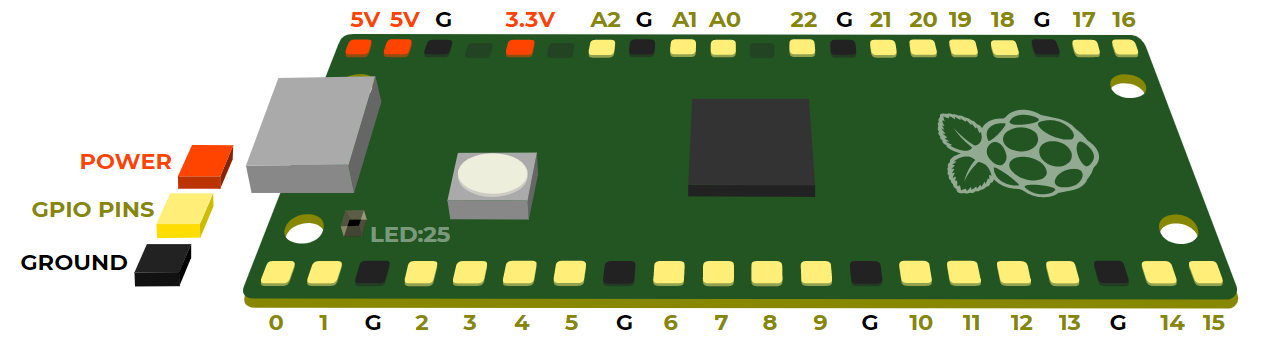 5V 5V G 3.3V A2 G A1 A0 22 G 21 20 19 18 G 17 16
POWER
GPIO PINS
LED:25
GROUND
0 1 G 2 3 4 5 G 6 7 8 9 G 10 11 12 13 G 14 15